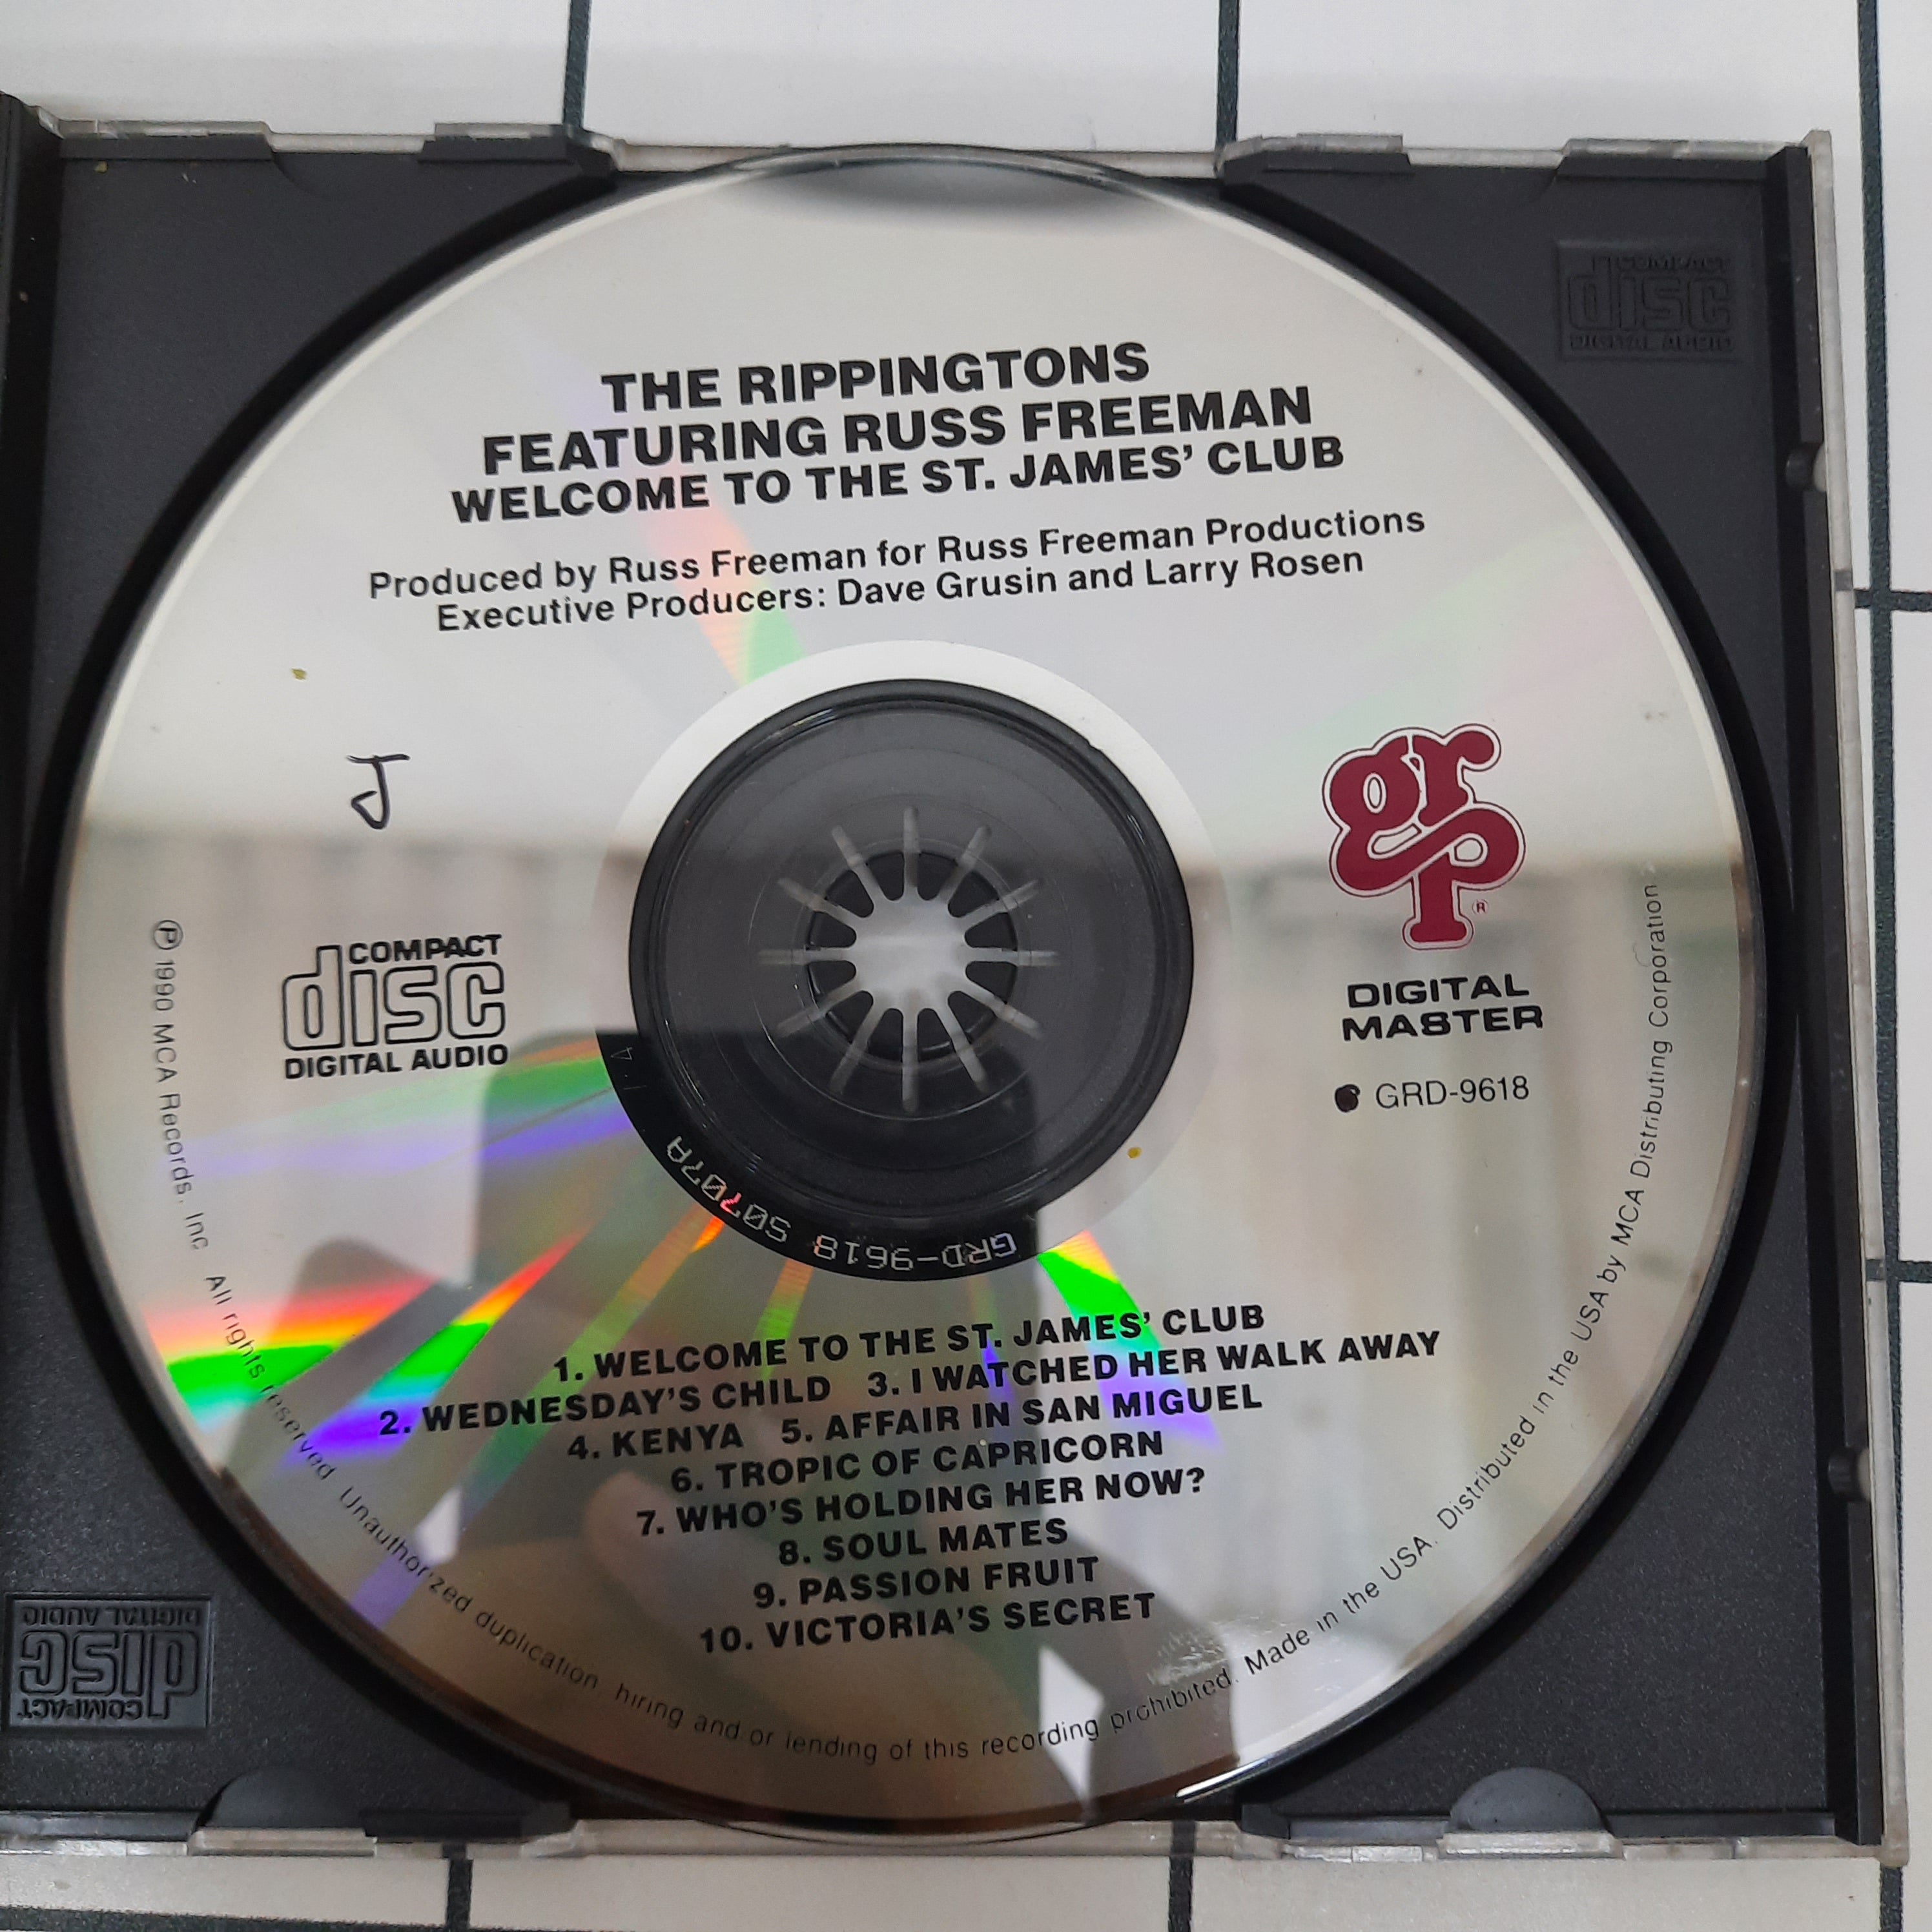 THE RIPPINGTONS
FEATURING RUSS FREEMAN
WELCOME TO THE ST. JAMES' CLUB
Produced by Russ Freeman for Russ Freeman Productions
Executive Producers: Dave Grusin and Larry Rosen
J
COMPACT
disc
DIGITAL AUDIO
grp
®
DIGITAL
MASTER
GRD-9618
GRD-9618 S0707A
1. WELCOME TO THE ST. JAMES' CLUB
2. WEDNESDAY'S CHILD 3. I WATCHED HER WALK AWAY
4. KENYA 5. AFFAIR IN SAN MIGUEL
6. TROPIC OF CAPRICORN
7. WHO'S HOLDING HER NOW?
8. SOUL MATES
9. PASSION FRUIT
10. VICTORIA'S SECRET
℗ 1990 MCA Records, Inc All rights reserved Unauthorized duplication hiring and or lending of this recording prohibited. Made in the USA. Distributed in the USA by MCA Distributing Corporation
COMPACT
disc
DIGITAL AUDIO
COMPACT
disc
DIGITAL AUDIO